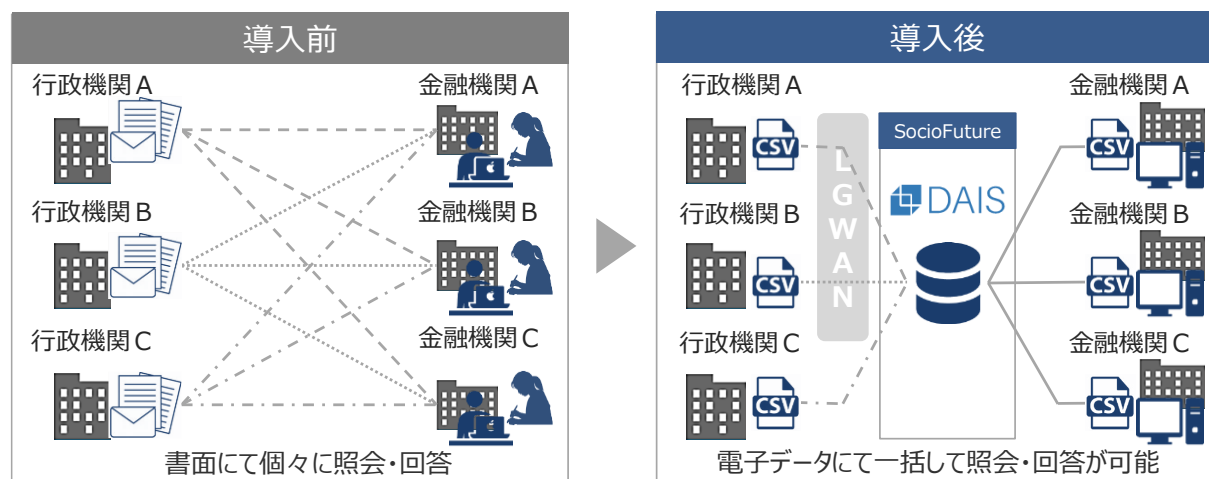 導入前
行政機関A
金融機関A
行政機関B
金融機関B
行政機関C
金融機関C
書面にて個々に照会・回答
導入後
行政機関A
金融機関A
CSV
LGWAN
SocioFuture
DAIS
CSV
行政機関B
金融機関B
CSV
CSV
行政機関C
金融機関C
CSV
CSV
電子データにて一括して照会・回答が可能